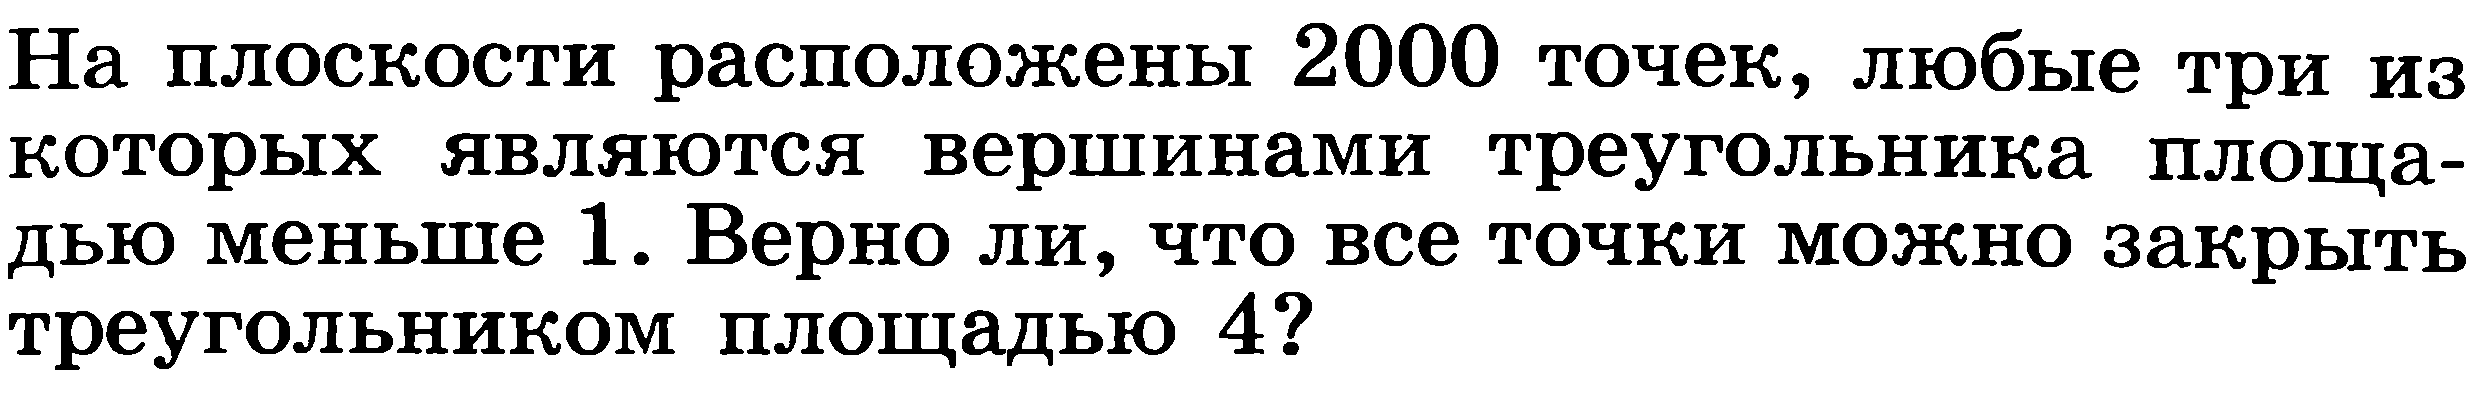 На плоскости расположены 2000 точек, любые три из
которых являются вершинами треугольника площа-
дью меньше 1. Верно ли, что все точки можно закрыть
треугольником площадью 4?